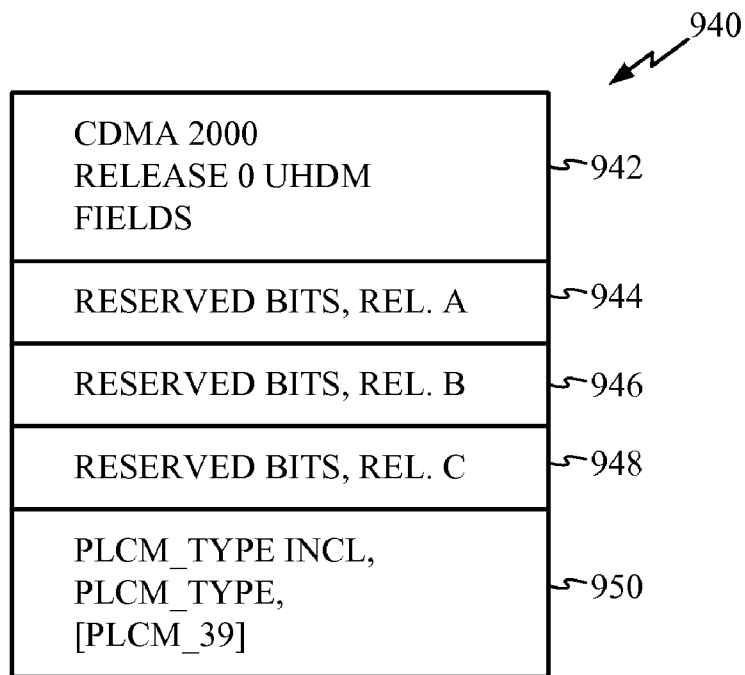 940
CDMA 2000
RELEASE 0 UHDM
FIELDS
942
RESERVED BITS, REL. A
944
RESERVED BITS, REL. B
946
RESERVED BITS, REL. C
948
PLCM_TYPE INCL,
PLCM_TYPE,
[PLCM_39]
950